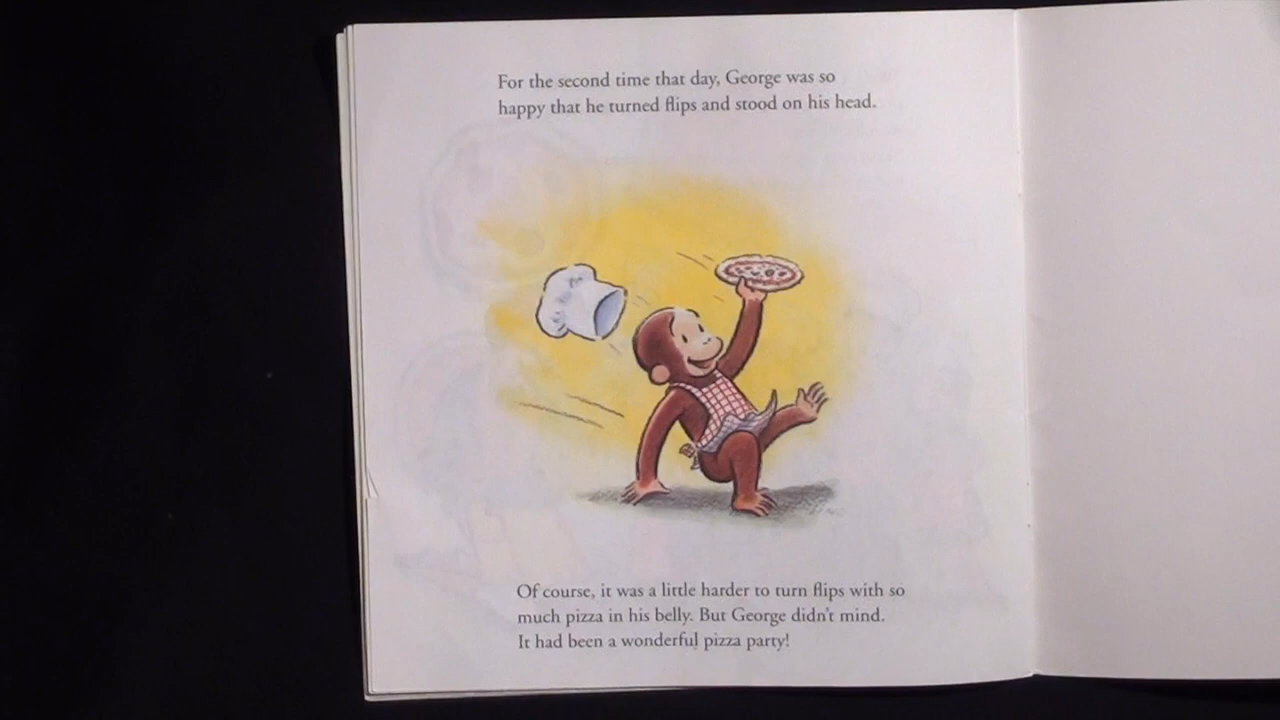 For the second time that day, George was so
happy that he turned flips and stood on his head.
Of course, it was a little harder to turn flips with so
much pizza in his belly. But George didn't mind.
It had been a wonderful pizza party!